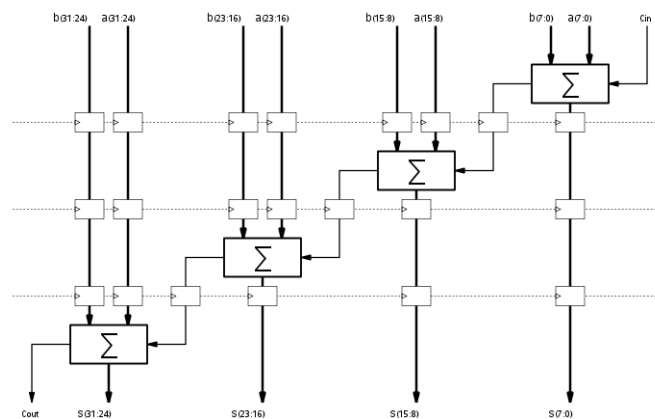 b(31:24) a(31:24) b(23:16) a(23:16) b(15:8) a(15:8) b(7:0) a(7:0) Cin
Σ
Σ
Σ
Σ
Cout S(31:24) S(23:16) S(15:8) S(7:0)